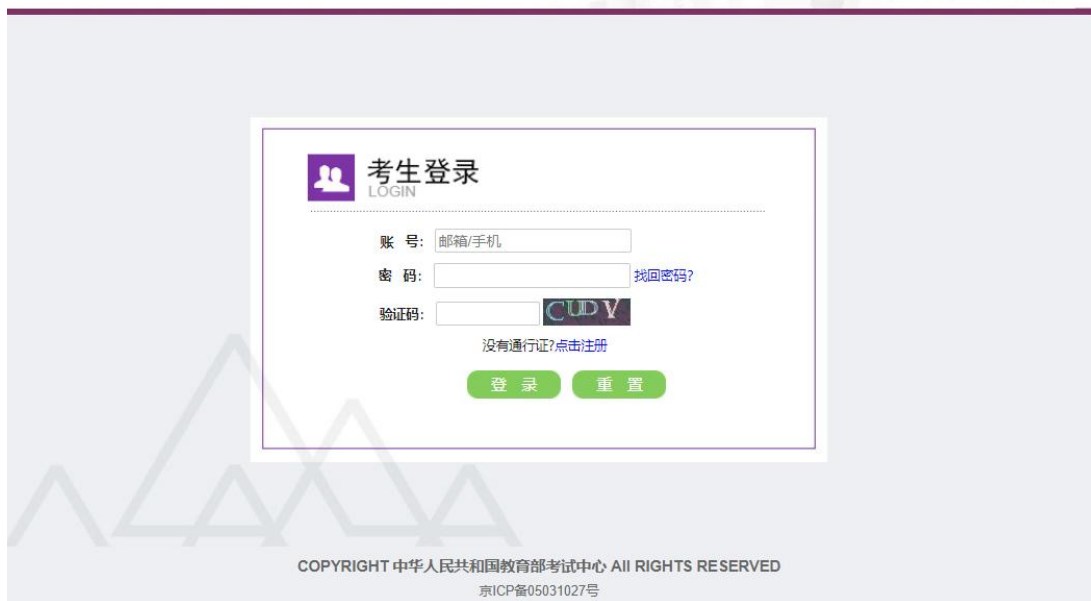 考生登录
LOGIN
账 号: 邮箱/手机
密 码: 找回密码?
验证码: CUDV
没有通行证?点击注册
登 录 重 置
COPYRIGHT 中华人民共和国教育部考试中心 All RIGHTS RESERVED
京ICP备05031027号